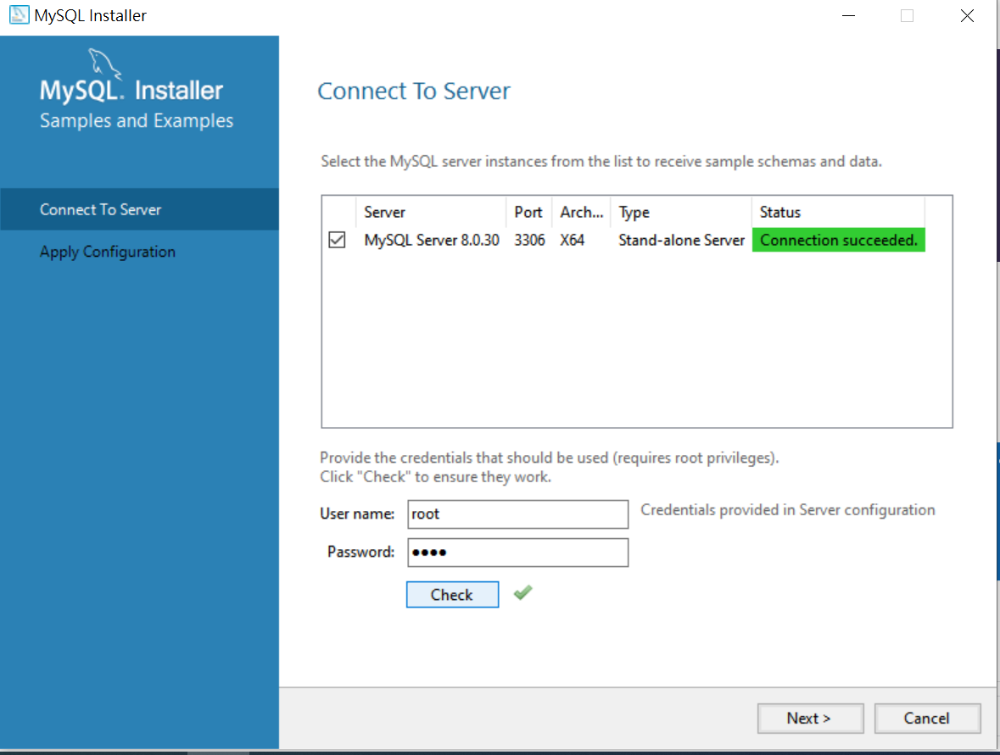 MySQL Installer
MySQL. Installer
Samples and Examples
Connect To Server
Apply Configuration
Connect To Server
Select the MySQL server instances from the list to receive sample schemas and data.
Server Port Arch... Type Status
MySQL Server 8.0.30 3306 X64 Stand-alone Server Connection succeeded.
Provide the credentials that should be used (requires root privileges).
Click "Check" to ensure they work.
User name: root Credentials provided in Server configuration
Password: ●●●●
Check
Next > Cancel